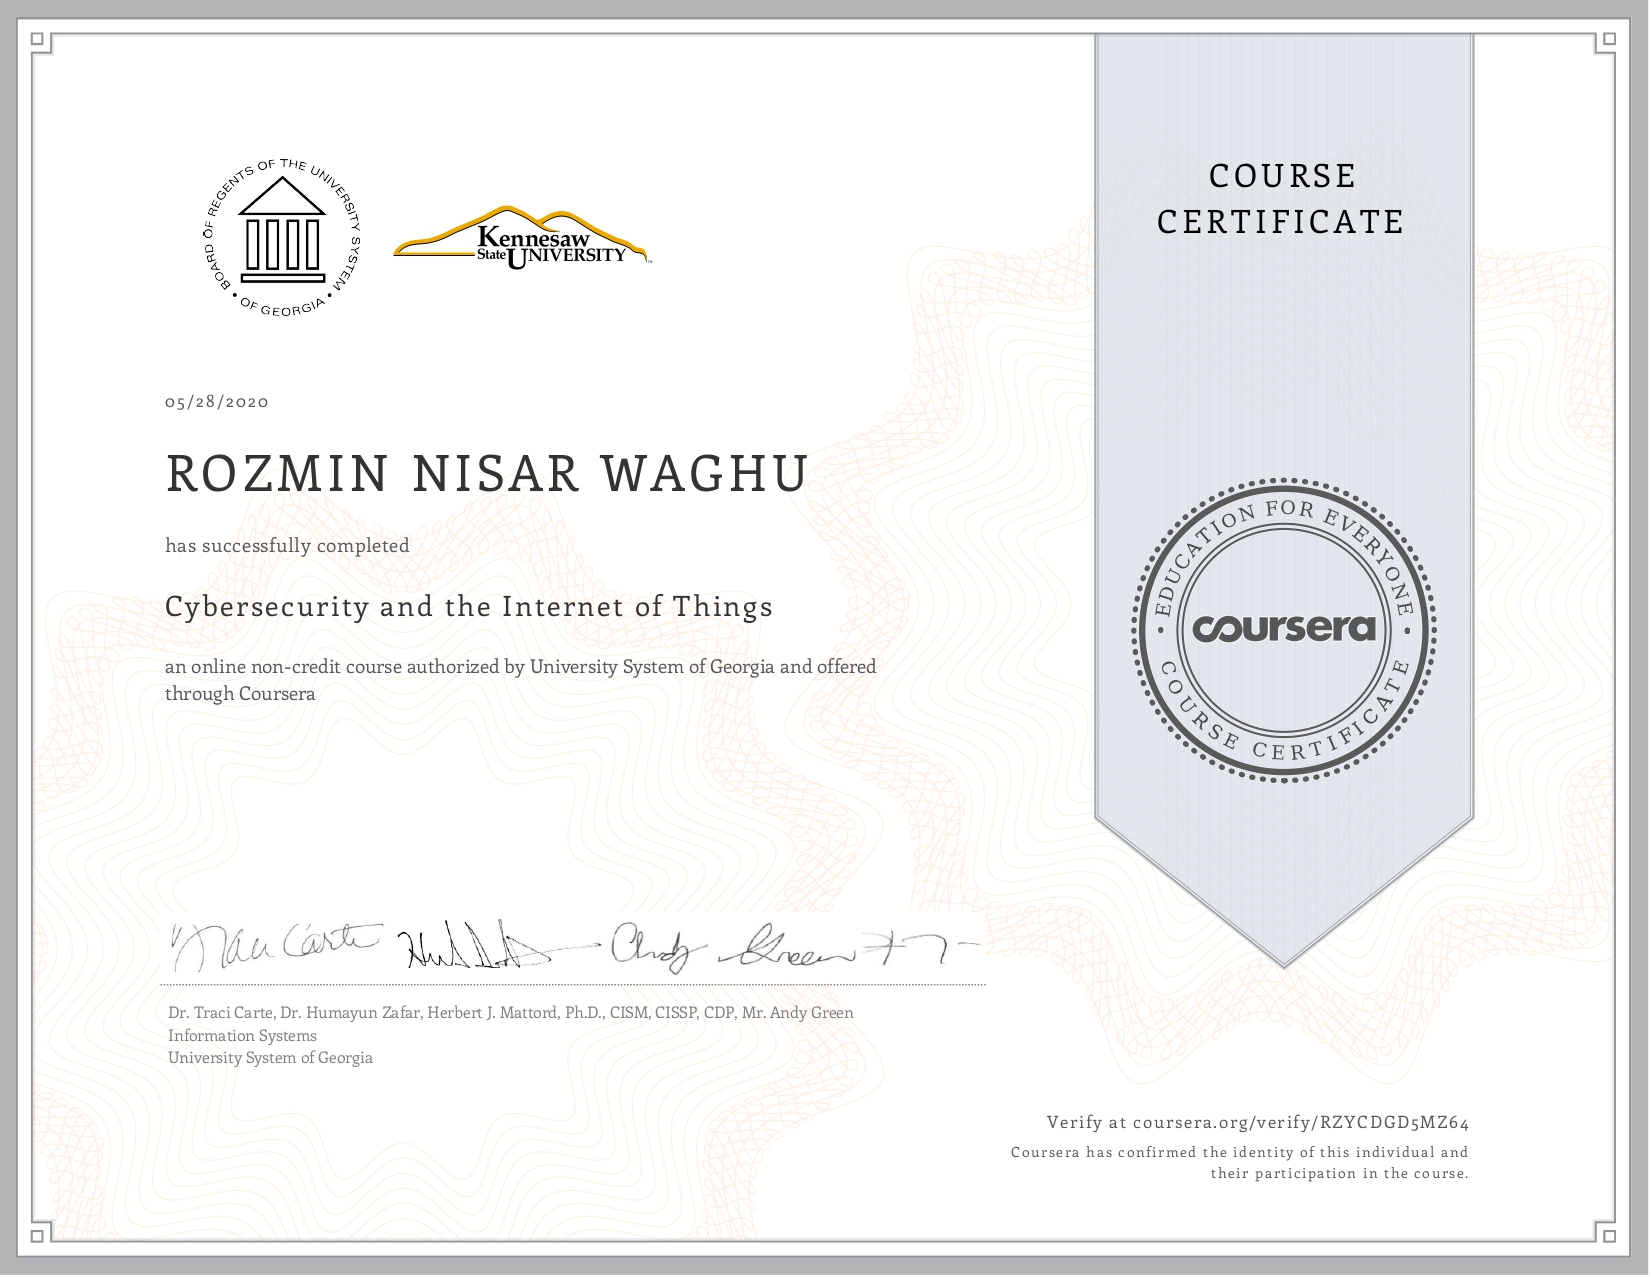 BOARD OF REGENTS OF THE UNIVERSITY SYSTEM
• OF GEORGIA •
Kennesaw
State UNIVERSITY
™
COURSE
CERTIFICATE
05/28/2020
ROZMIN NISAR WAGHU
has successfully completed
Cybersecurity and the Internet of Things
an online non-credit course authorized by University System of Georgia and offered
through Coursera
• EDUCATION FOR EVERYONE •
coursera
COURSE CERTIFICATE
Traci Carte
Andy Green
Dr. Traci Carte, Dr. Humayun Zafar, Herbert J. Mattord, Ph.D., CISM, CISSP, CDP, Mr. Andy Green
Information Systems
University System of Georgia
Verify at coursera.org/verify/RZYCDGD5MZ64
Coursera has confirmed the identity of this individual and
their participation in the course.